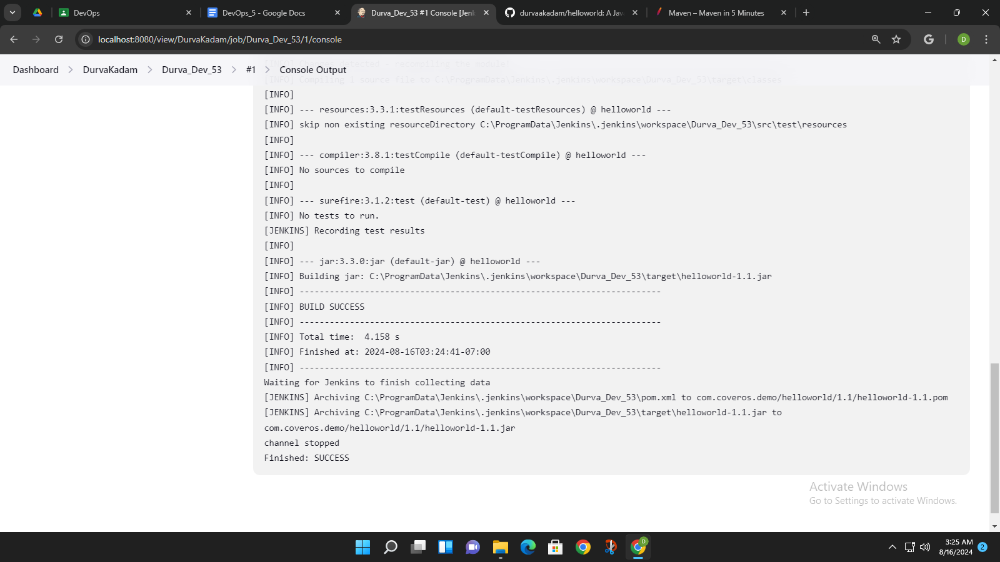 DevOps
DevOps_5 - Google Docs
Durva_Dev_53 #1 Console [Jenk
durvaakadam/helloworld: A Jav
Maven – Maven in 5 Minutes
localhost:8080/view/DurvaKadam/job/Durva_Dev_53/1/console
D
[INFO] Changes detected - recompiling the module!
Dashboard > DurvaKadam > Durva_Dev_53 > #1 > Console Output
[INFO] Compiling 1 source file to C:\ProgramData\Jenkins\.jenkins\workspace\Durva_Dev_53\target\classes
[INFO]
[INFO] --- resources:3.3.1:testResources (default-testResources) @ helloworld ---
[INFO] skip non existing resourceDirectory C:\ProgramData\Jenkins\.jenkins\workspace\Durva_Dev_53\src\test\resources
[INFO]
[INFO] --- compiler:3.8.1:testCompile (default-testCompile) @ helloworld ---
[INFO] No sources to compile
[INFO]
[INFO] --- surefire:3.1.2:test (default-test) @ helloworld ---
[INFO] No tests to run.
[JENKINS] Recording test results
[INFO]
[INFO] --- jar:3.3.0:jar (default-jar) @ helloworld ---
[INFO] Building jar: C:\ProgramData\Jenkins\.jenkins\workspace\Durva_Dev_53\target\helloworld-1.1.jar
[INFO] ------------------------------------------------------------------------
[INFO] BUILD SUCCESS
[INFO] ------------------------------------------------------------------------
[INFO] Total time:  4.158 s
[INFO] Finished at: 2024-08-16T03:24:41-07:00
[INFO] ------------------------------------------------------------------------
Waiting for Jenkins to finish collecting data
[JENKINS] Archiving C:\ProgramData\Jenkins\.jenkins\workspace\Durva_Dev_53\pom.xml to com.coveros.demo/helloworld/1.1/helloworld-1.1.pom
[JENKINS] Archiving C:\ProgramData\Jenkins\.jenkins\workspace\Durva_Dev_53\target\helloworld-1.1.jar to
com.coveros.demo/helloworld/1.1/helloworld-1.1.jar
channel stopped
Finished: SUCCESS
Activate Windows
Go to Settings to activate Windows.
D
3:25 AM
8/16/2024
2